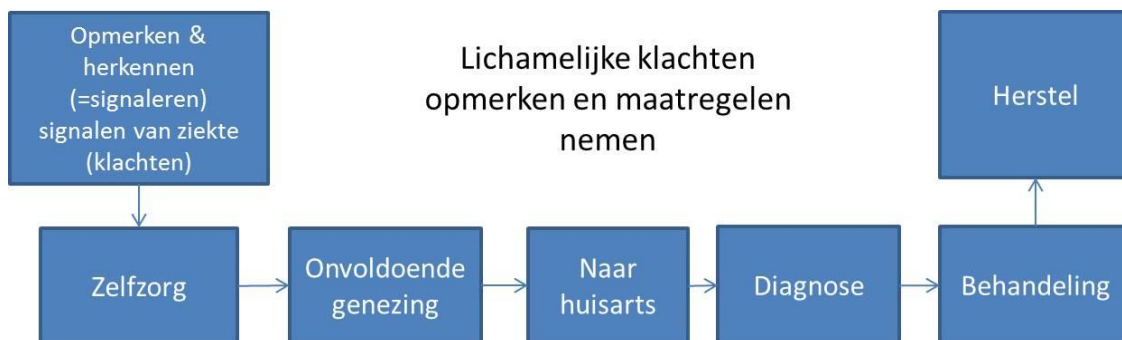 Opmerken &
herkennen
(=signaleren)
signalen van ziekte
(klachten)
Lichamelijke klachten
opmerken en maatregelen
nemen
Herstel
Zelfzorg
Onvoldoende
genezing
Naar
huisarts
Diagnose
Behandeling